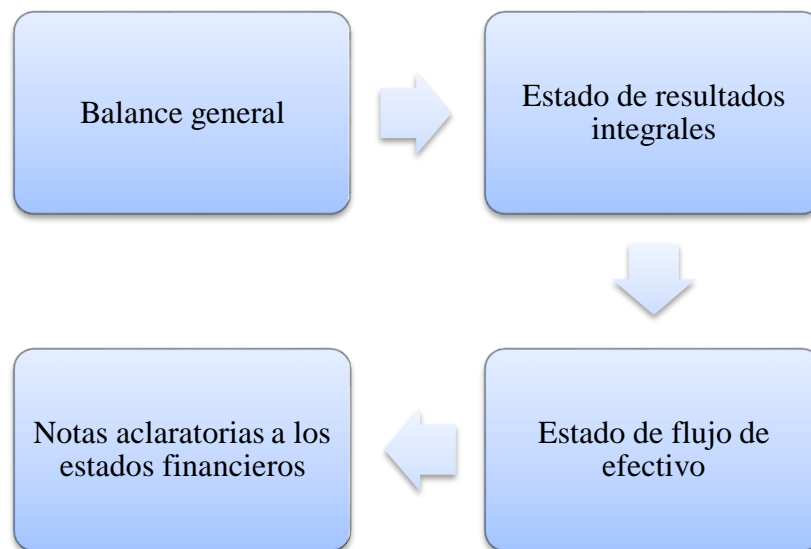 Balance general
Estado de resultados
integrales
Estado de flujo de
efectivo
Notas aclaratorias a los
estados financieros